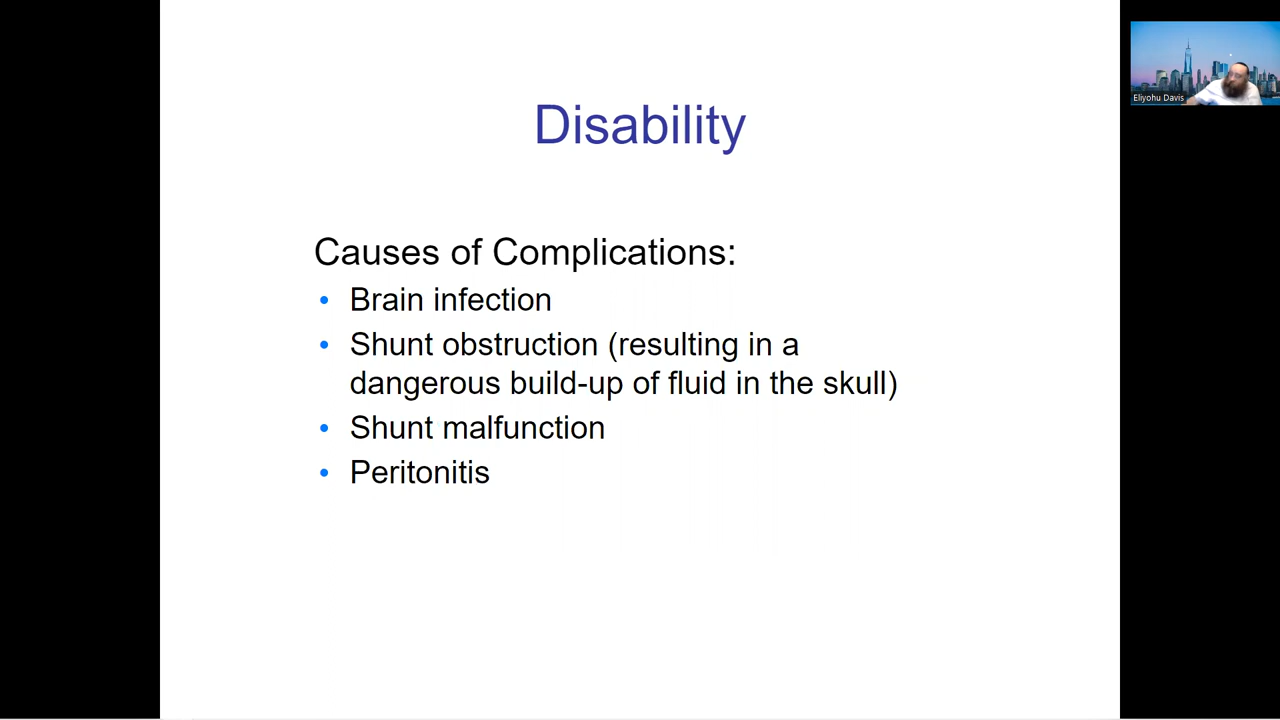 Disability
Causes of Complications:
• Brain infection
• Shunt obstruction (resulting in a
dangerous build-up of fluid in the skull)
• Shunt malfunction
• Peritonitis
Eliyohu Davis